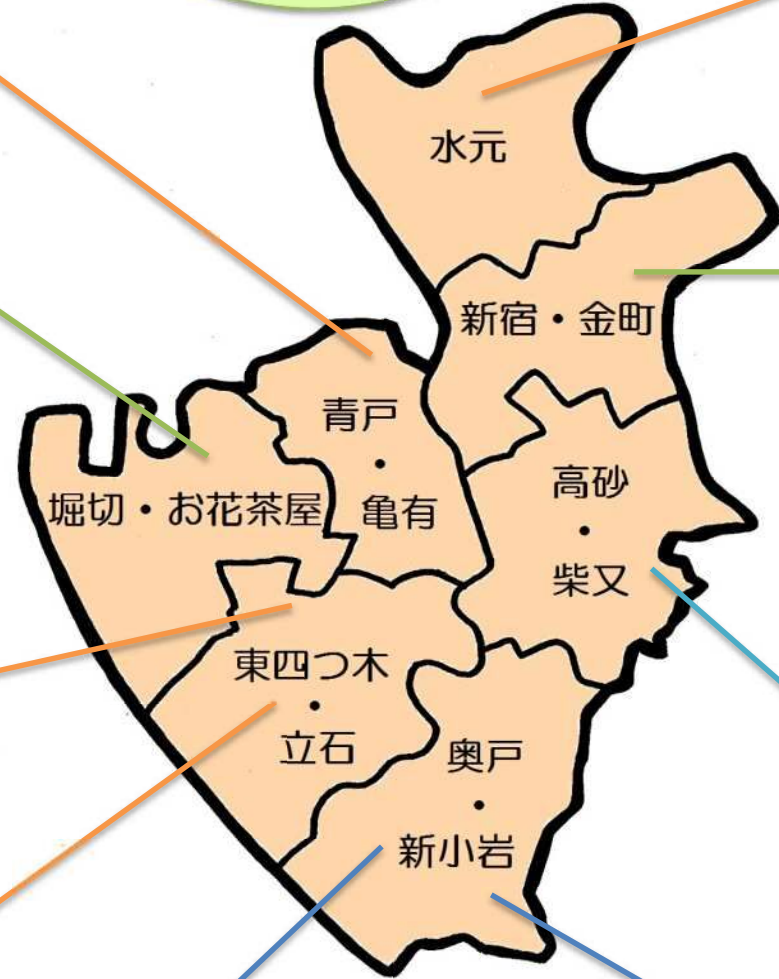 水元
新宿・金町
青戸
・
亀有
堀切・お花茶屋
高砂
・
柴又
東四つ木
・
立石
奥戸
・
新小岩